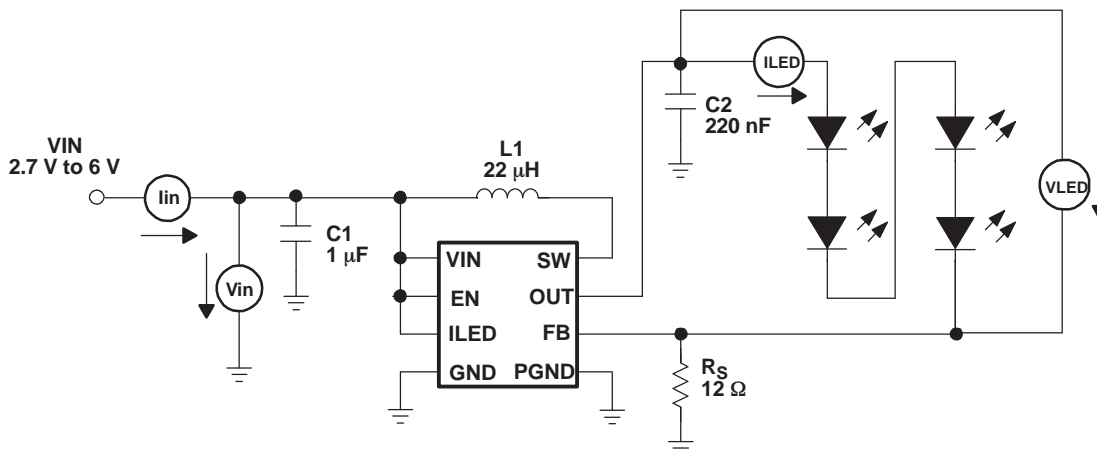 VIN
2.7 V to 6 V
Iin
Vin
C1
1 μF
L1
22 μH
VIN
EN
ILED
GND
SW
OUT
FB
PGND
C2
220 nF
ILED
VLED
RS
12 Ω